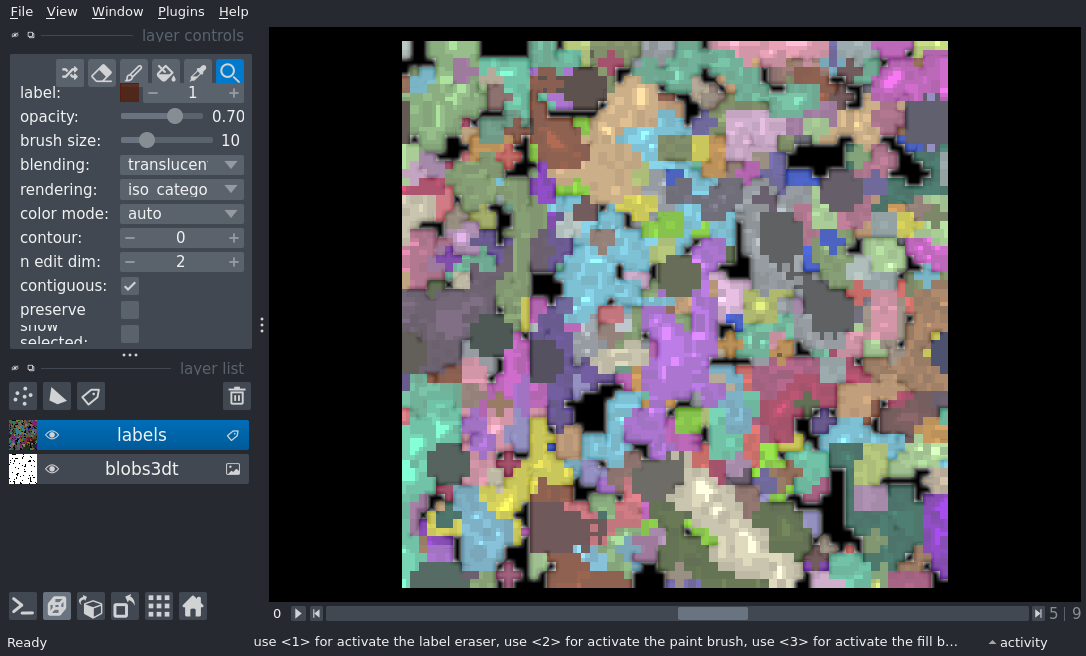 File View Window Plugins Help
layer controls
label: 1
opacity: 0.70
brush size: 10
blending: translucen
rendering: iso_catego
color mode: auto
contour: 0
n edit dim: 2
contiguous:
preserve
show
selected:
layer list
labels
blobs3dt
0 5 | 9
Ready use <1> for activate the label eraser, use <2> for activate the paint brush, use <3> for activate the fill b... activity